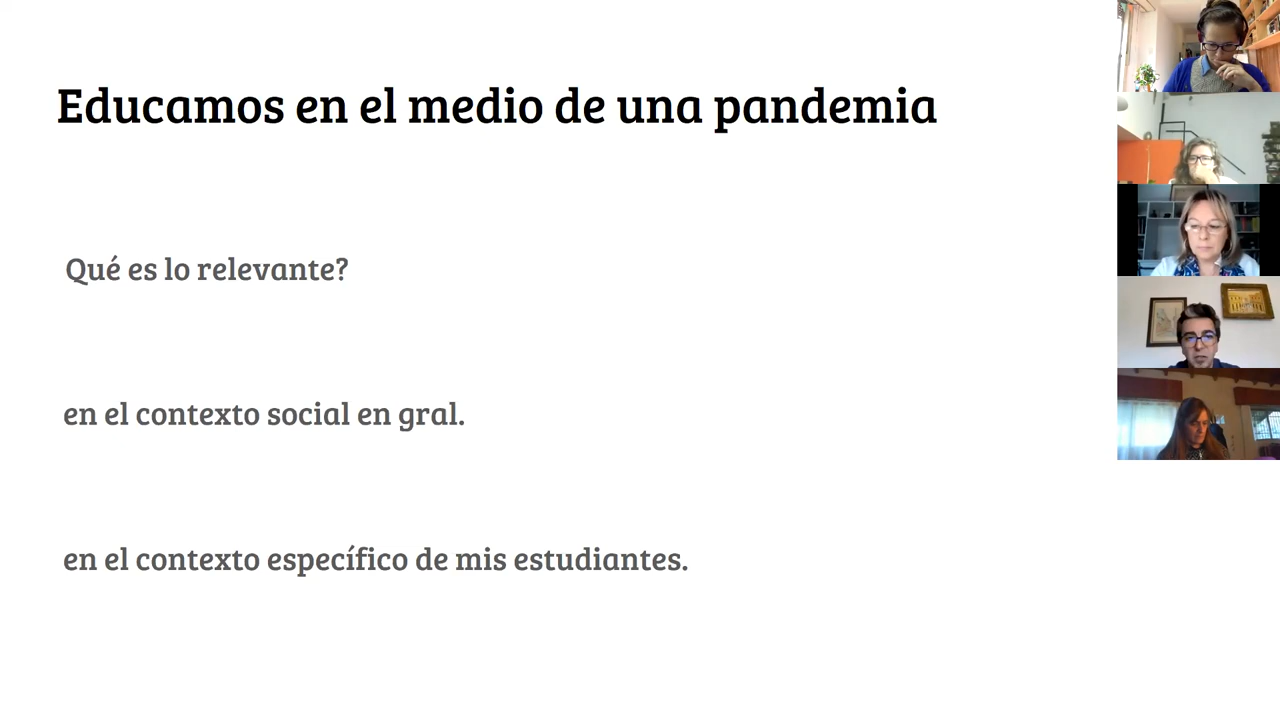 Educamos en el medio de una pandemia
Qué es lo relevante?
en el contexto social en gral.
en el contexto específico de mis estudiantes.